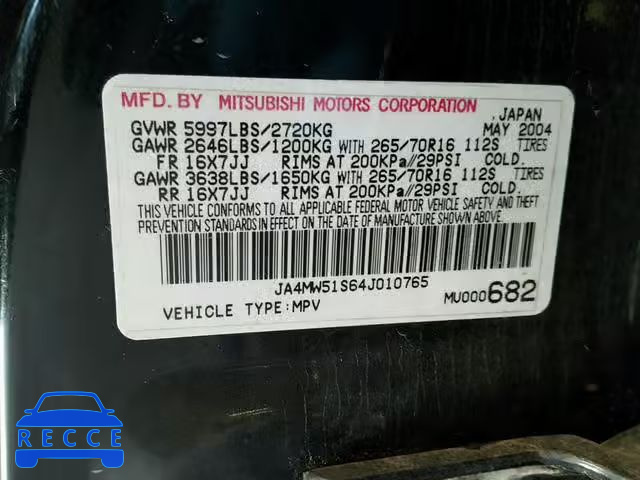 MFD. BY MITSUBISHI MOTORS CORPORATION
, JAPAN
GVWR 5997LBS/2720KG MAY 2004
GAWR 2646LBS/1200KG WITH 265/70R16 112S TIRES
FR 16X7JJ RIMS AT 200KPa//29PSI COLD.
GAWR 3638LBS/1650KG WITH 265/70R16 112S TIRES
RR 16X7JJ RIMS AT 200KPa//29PSI COLD.
THIS VEHICLE CONFORMS TO ALL APPLICABLE FEDERAL MOTOR VEHICLE SAFETY AND THEFT
PREVENTION STANDARDS IN EFFECT ON THE DATE OF MANUFACTURE SHOWN ABOVE.
JA4MW51S64J010765
VEHICLE TYPE:MPV MU000682
RECCE